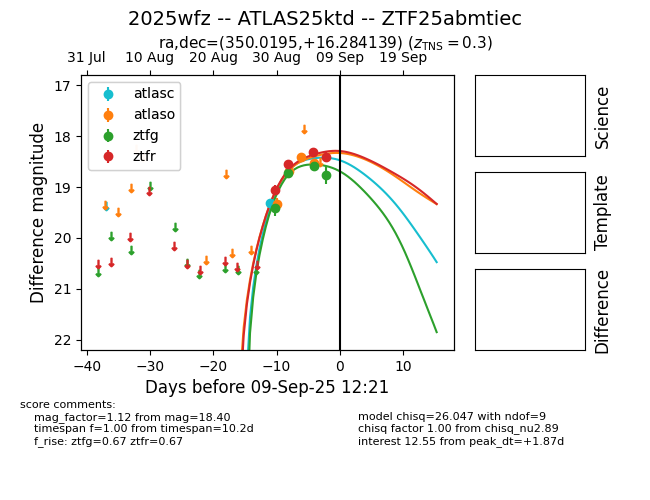 2025wfz -- ATLAS25ktd -- ZTF25abmtiec
ra,dec=(350.0195,+16.284139) (z_TNS = 0.3)
31 Jul 10 Aug 20 Aug 30 Aug 09 Sep 19 Sep
atlasc
atlaso
ztfg
ztfr
17
18
19
20
21
22
Difference magnitude
−40 −30 −20 −10 0 10
Days before 09-Sep-25 12:21
Science
Template
Difference
score comments:
mag_factor=1.12 from mag=18.40
timespan f=1.00 from timespan=10.2d
f_rise: ztfg=0.67 ztfr=0.67
model chisq=26.047 with ndof=9
chisq factor 1.00 from chisq_nu2.89
interest 12.55 from peak_dt=+1.87d